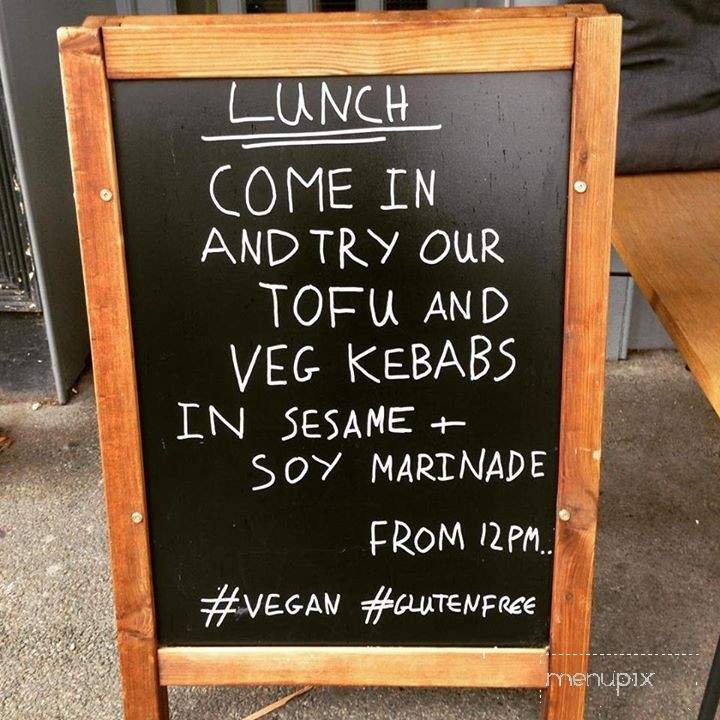 LUNCH
COME IN
AND TRY OUR
TOFU AND
VEG KEBABS
IN SESAME +
SOY MARINADE
FROM 12PM..
#VEGAN #GLUTENFREE
menupix